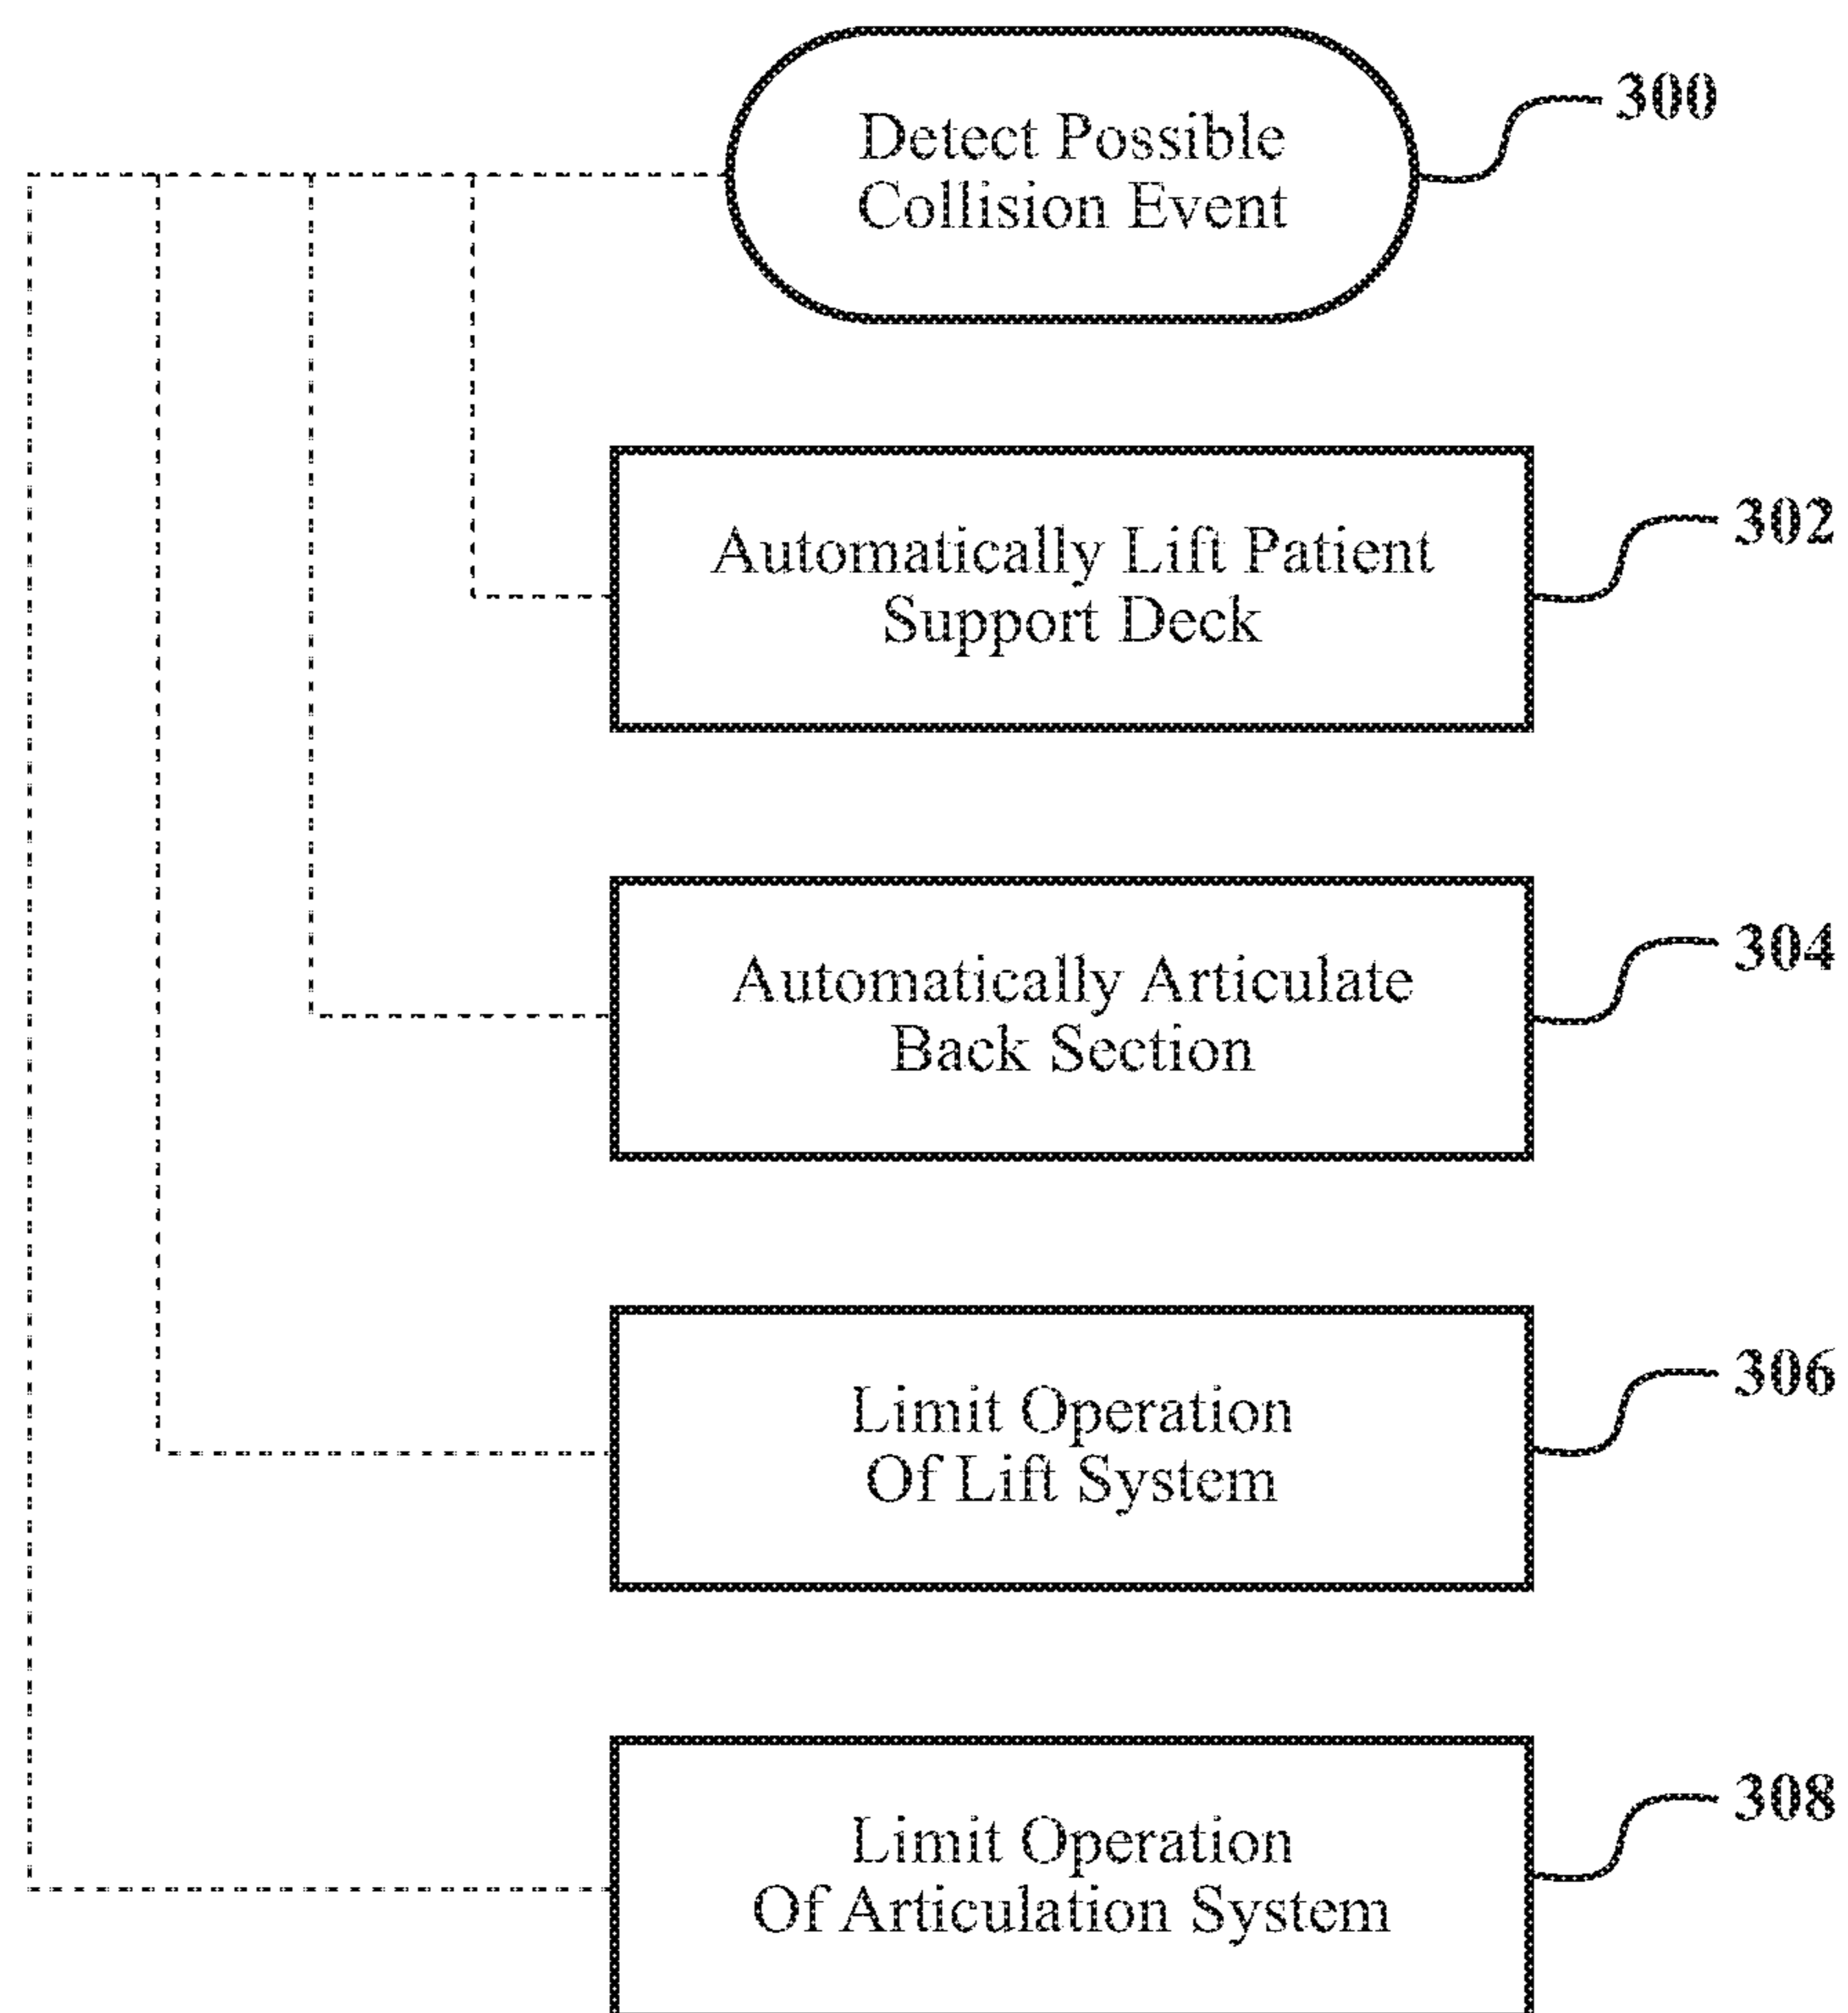 Detect Possible
Collision Event
300
Automatically Lift Patient
Support Deck
302
Automatically Articulate
Back Section
304
Limit Operation
Of Lift System
306
Limit Operation
Of Articulation System
308